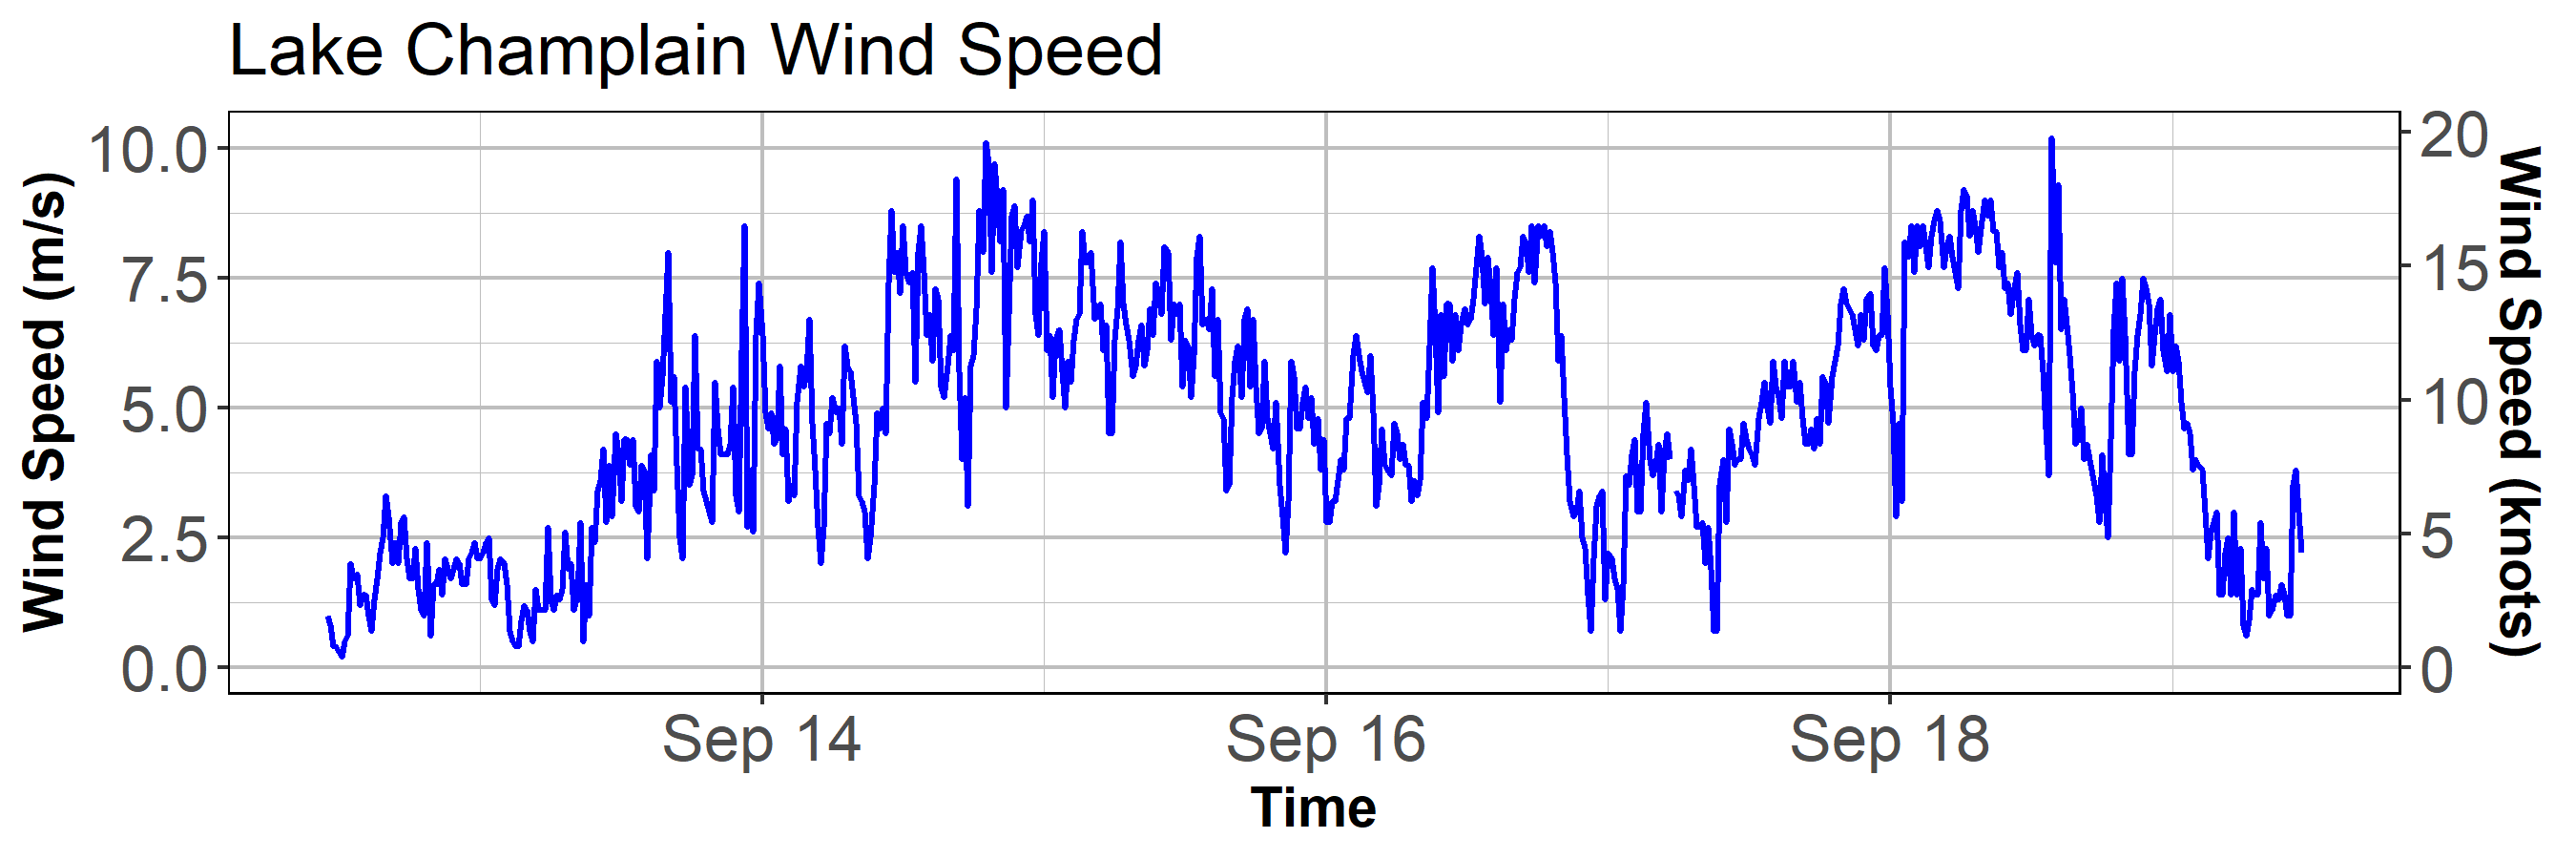 Lake Champlain Wind Speed
Wind Speed (m/s)
10.0
7.5
5.0
2.5
0.0
20
15
10
5
0
Wind Speed (knots)
Sep 14
Sep 16
Sep 18
Time